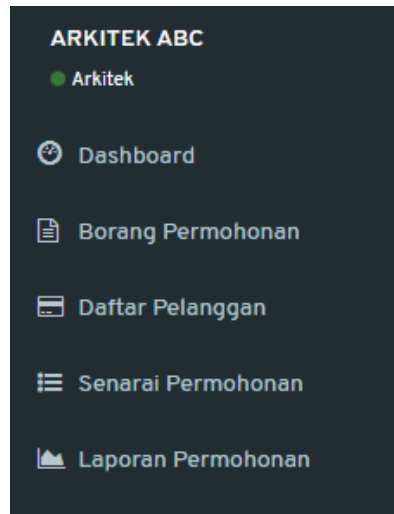 ARKITEK ABC
Arkitek
Dashboard
Borang Permohonan
Daftar Pelanggan
Senarai Permohonan
Laporan Permohonan